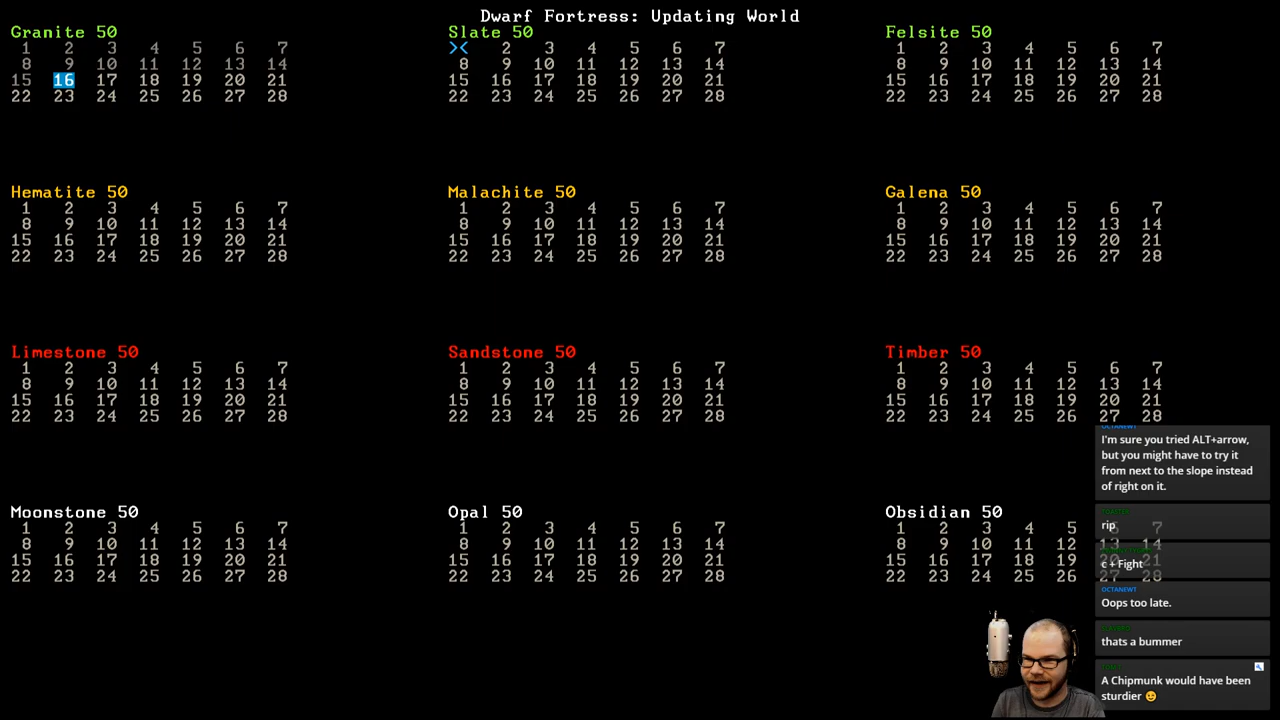 Dwarf Fortress: Updating World
Granite 50
1 2 3 4 5 6 7
8 9 10 11 12 13 14
15 16 17 18 19 20 21
22 23 24 25 26 27 28
Slate 50
>< 2 3 4 5 6 7
8 9 10 11 12 13 14
15 16 17 18 19 20 21
22 23 24 25 26 27 28
Felsite 50
1 2 3 4 5 6 7
8 9 10 11 12 13 14
15 16 17 18 19 20 21
22 23 24 25 26 27 28
Hematite 50
1 2 3 4 5 6 7
8 9 10 11 12 13 14
15 16 17 18 19 20 21
22 23 24 25 26 27 28
Malachite 50
1 2 3 4 5 6 7
8 9 10 11 12 13 14
15 16 17 18 19 20 21
22 23 24 25 26 27 28
Galena 50
1 2 3 4 5 6 7
8 9 10 11 12 13 14
15 16 17 18 19 20 21
22 23 24 25 26 27 28
Limestone 50
1 2 3 4 5 6 7
8 9 10 11 12 13 14
15 16 17 18 19 20 21
22 23 24 25 26 27 28
Sandstone 50
1 2 3 4 5 6 7
8 9 10 11 12 13 14
15 16 17 18 19 20 21
22 23 24 25 26 27 28
Timber 50
1 2 3 4 5 6 7
8 9 10 11 12 13 14
15 16 17 18 19 20 21
22 23 24 25 26 27 28
Moonstone 50
1 2 3 4 5 6 7
8 9 10 11 12 13 14
15 16 17 18 19 20 21
22 23 24 25 26 27 28
Opal 50
1 2 3 4 5 6 7
8 9 10 11 12 13 14
15 16 17 18 19 20 21
22 23 24 25 26 27 28
Obsidian 50
1 2 3 4 5 6 7
8 9 10 11 12 13 14
15 16 17 18 19 20 21
22 23 24 25 26 27 28
OCTANEWT
I'm sure you tried ALT+arrow,
but you might have to try it
from next to the slope instead
of right on it.
rip
c + Fight
OCTANEWT
Oops too late.
thats a bummer
A Chipmunk would have been
sturdier 😉